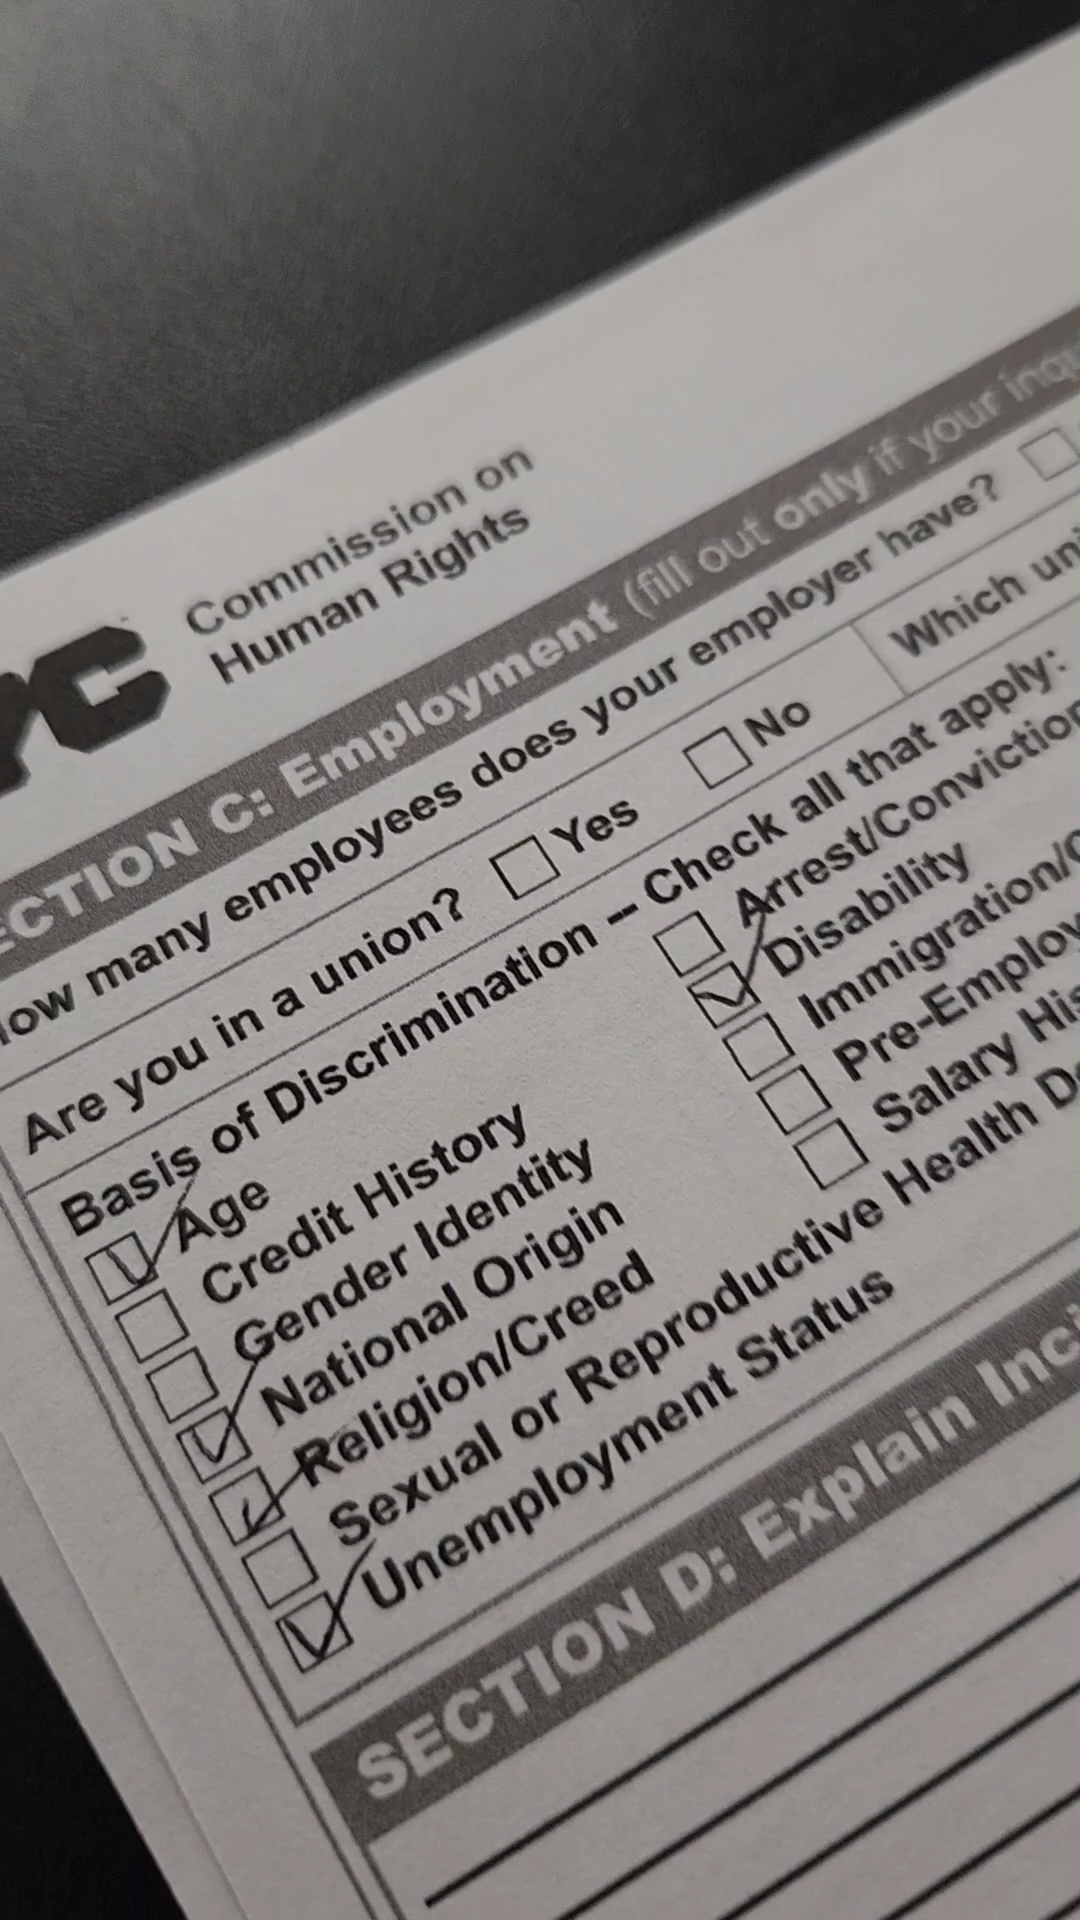 Commission on
Human Rights
SECTION C: Employment (fill out only if your
How many employees does your employer have? ☐
Are you in a union? ☐ Yes ☐ No Which
Basis of Discrimination -- Check all that apply:
☑ Age
☐ Credit History
☐ Gender Identity
☑ National Origin
☑ Religion/Creed
☐ Sexual or Reproductive Health
☑ Unemployment Status
☐ Arrest/Conviction
☑ Disability
☐ Immigration/
☐ Pre-Employ
☐ Salary His
SECTION D: Explain Inci